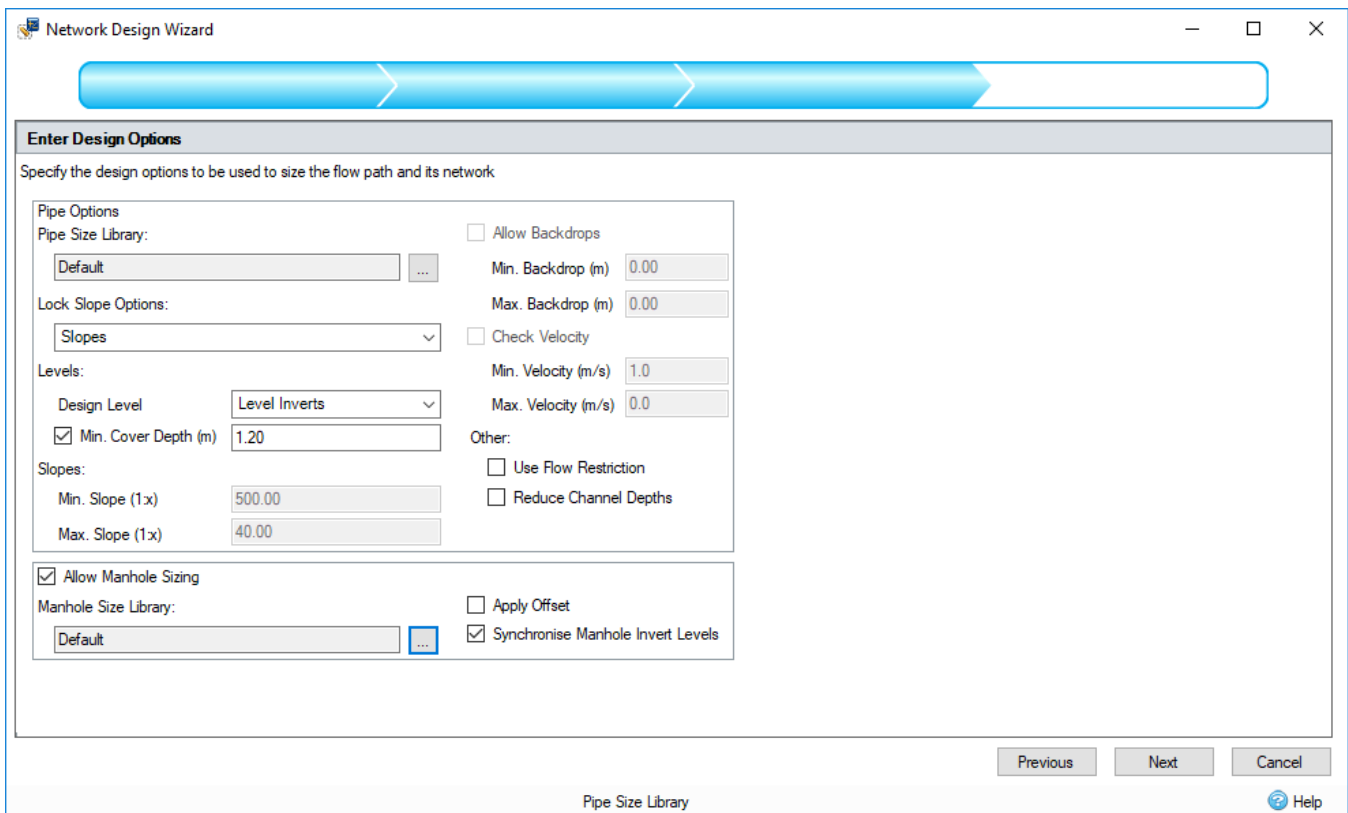 Network Design Wizard
Enter Design Options
Specify the design options to be used to size the flow path and its network
Pipe Options
Pipe Size Library:
Default
...
Lock Slope Options:
Slopes
Levels:
Design Level
Level Inverts
Min. Cover Depth (m)
1.20
Slopes:
Min. Slope (1:x)
500.00
Max. Slope (1:x)
40.00
Allow Backdrops
Min. Backdrop (m)
0.00
Max. Backdrop (m)
0.00
Check Velocity
Min. Velocity (m/s)
1.0
Max. Velocity (m/s)
0.0
Other:
Use Flow Restriction
Reduce Channel Depths
Allow Manhole Sizing
Manhole Size Library:
Default
...
Apply Offset
Synchronise Manhole Invert Levels
Previous
Next
Cancel
Pipe Size Library
Help